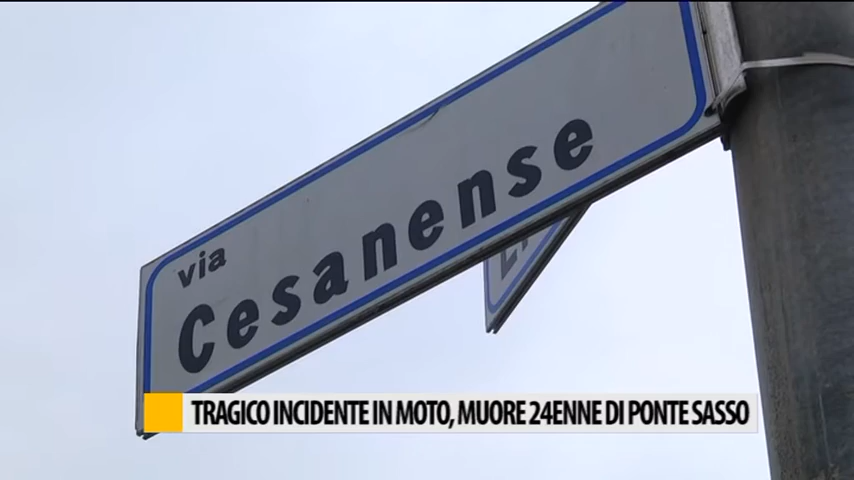 via
Cesanense
TRAGICO INCIDENTE IN MOTO, MUORE 24ENNE DI PONTE SASSO